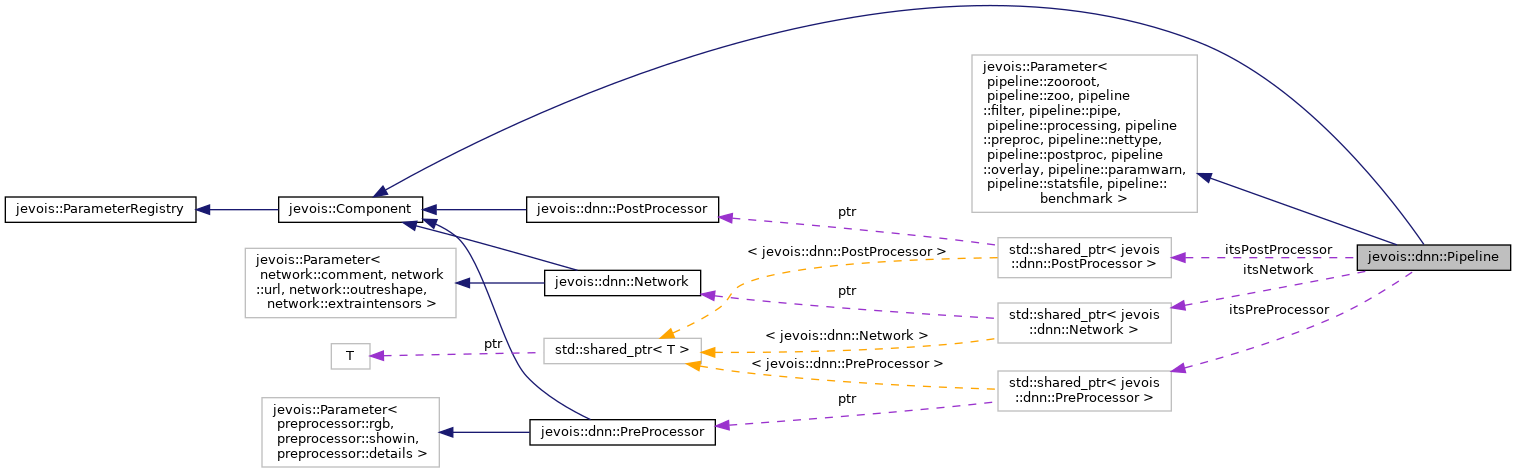 jevois::Parameter<
pipeline::zooroot,
pipeline::zoo, pipeline
::filter, pipeline::pipe,
pipeline::processing, pipeline
::preproc, pipeline::nettype,
pipeline::postproc, pipeline
::overlay, pipeline::paramwarn,
pipeline::statsfile, pipeline::
benchmark >
jevois::ParameterRegistry
jevois::Component
jevois::dnn::PostProcessor
ptr
< jevois::dnn::PostProcessor >
std::shared_ptr< jevois
::dnn::PostProcessor >
itsPostProcessor
jevois::dnn::Pipeline
itsNetwork
jevois::Parameter<
network::comment, network
::url, network::outreshape,
network::extraintensors >
jevois::dnn::Network
ptr
std::shared_ptr< jevois
::dnn::Network >
itsPreProcessor
T
ptr
std::shared_ptr< T >
< jevois::dnn::Network >
< jevois::dnn::PreProcessor >
std::shared_ptr< jevois
::dnn::PreProcessor >
jevois::Parameter<
preprocessor::rgb,
preprocessor::showin,
preprocessor::details >
jevois::dnn::PreProcessor
ptr